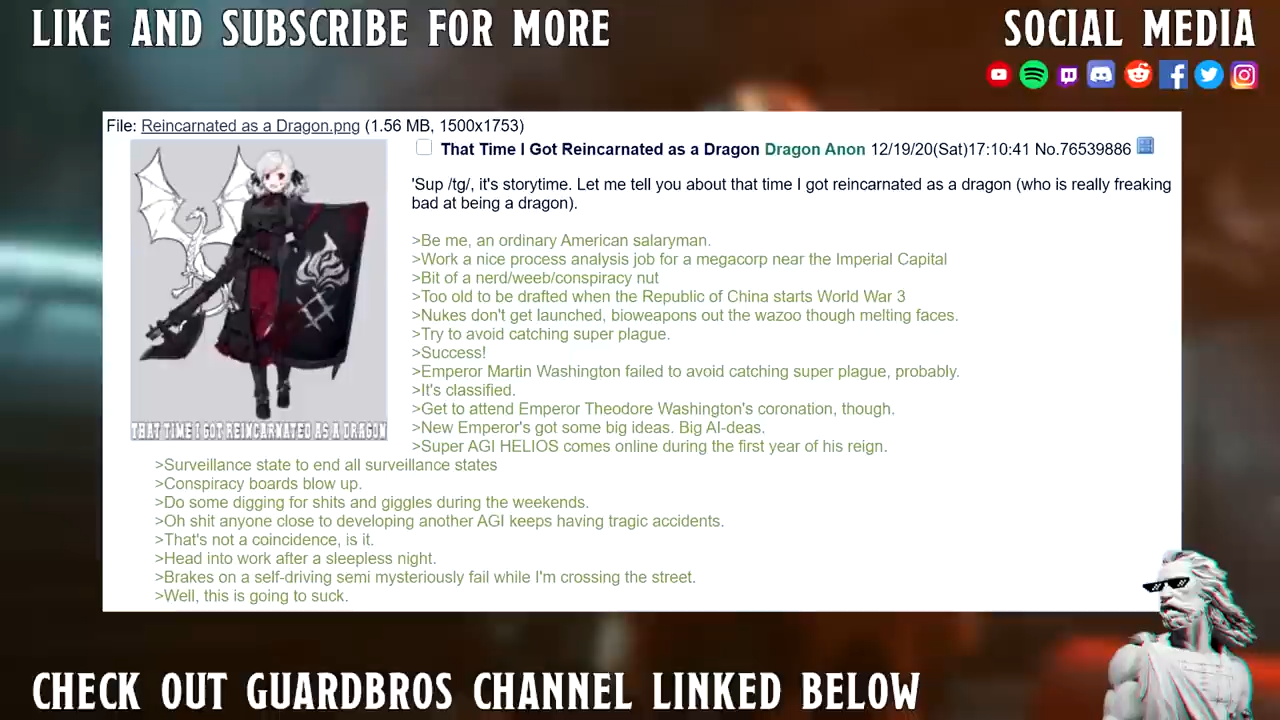 LIKE AND SUBSCRIBE FOR MORE
SOCIAL MEDIA
File: Reincarnated as a Dragon.png (1.56 MB, 1500x1753)
That Time I Got Reincarnated as a Dragon Dragon Anon 12/19/20(Sat)17:10:41 No.76539886
'Sup /tg/, it's storytime. Let me tell you about that time I got reincarnated as a dragon (who is really freaking
bad at being a dragon).
>Be me, an ordinary American salaryman.
>Work a nice process analysis job for a megacorp near the Imperial Capital
>Bit of a nerd/weeb/conspiracy nut
>Too old to be drafted when the Republic of China starts World War 3
>Nukes don't get launched, bioweapons out the wazoo though melting faces.
>Try to avoid catching super plague.
>Success!
>Emperor Martin Washington failed to avoid catching super plague, probably.
>It's classified.
>Get to attend Emperor Theodore Washington's coronation, though.
>New Emperor's got some big ideas. Big AI-deas.
>Super AGI HELIOS comes online during the first year of his reign.
THAT TIME I GOT REINCARNATED AS A DRAGON
>Surveillance state to end all surveillance states
>Conspiracy boards blow up.
>Do some digging for shits and giggles during the weekends.
>Oh shit anyone close to developing another AGI keeps having tragic accidents.
>That's not a coincidence, is it.
>Head into work after a sleepless night.
>Brakes on a self-driving semi mysteriously fail while I'm crossing the street.
>Well, this is going to suck.
CHECK OUT GUARDBROS CHANNEL LINKED BELOW